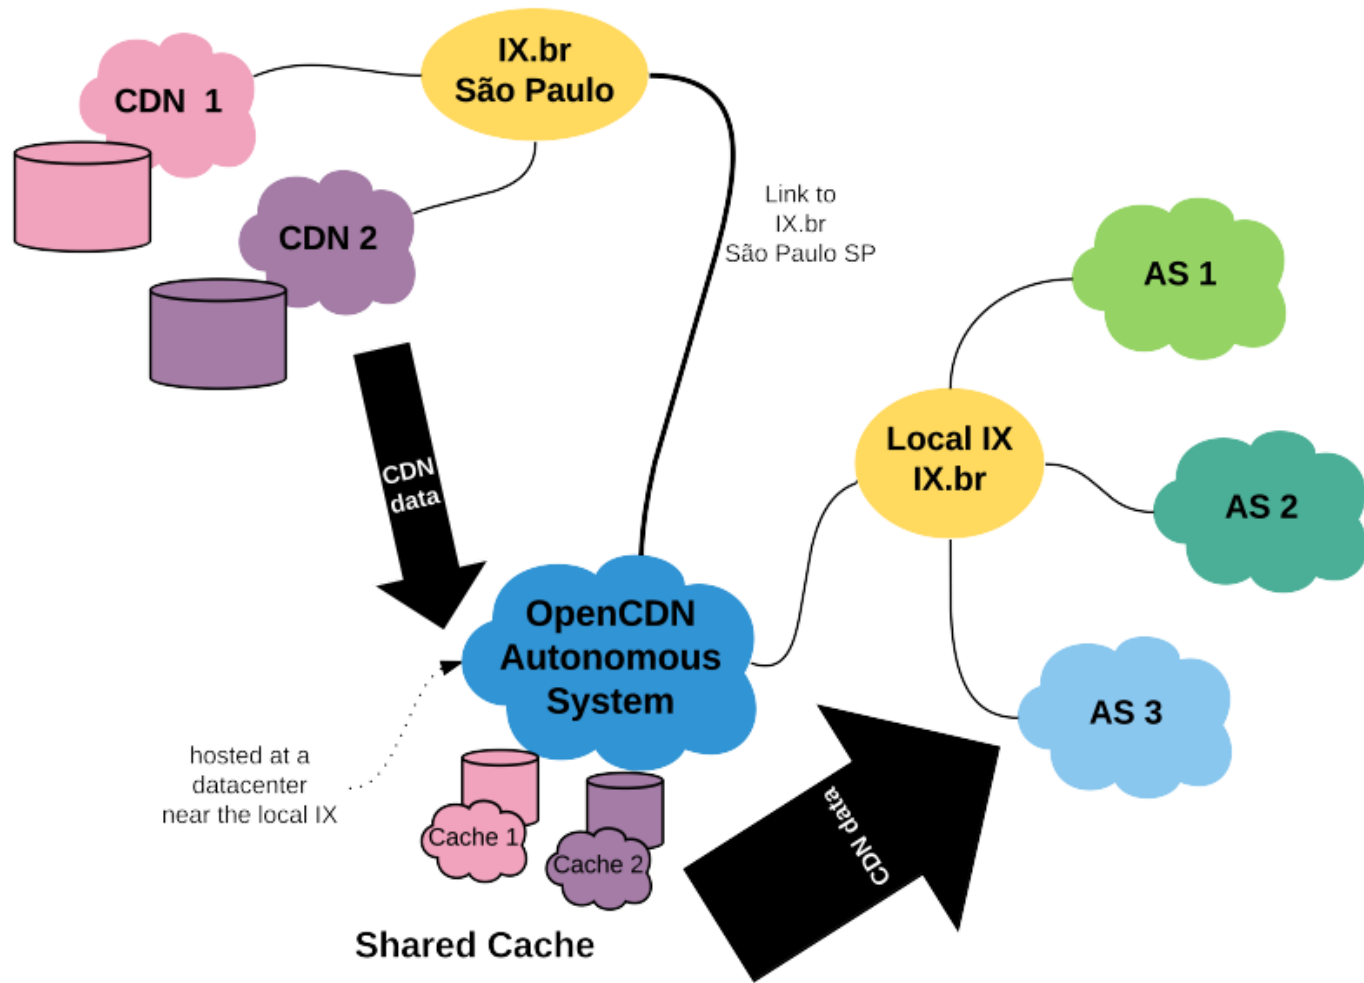 IX.br
São Paulo
CDN 1
CDN 2
Link to
IX.br
São Paulo SP
AS 1
Local IX
IX.br
AS 2
CDN
data
OpenCDN
Autonomous
System
AS 3
hosted at a
datacenter
near the local IX
Cache 1
Cache 2
CDN data
Shared Cache